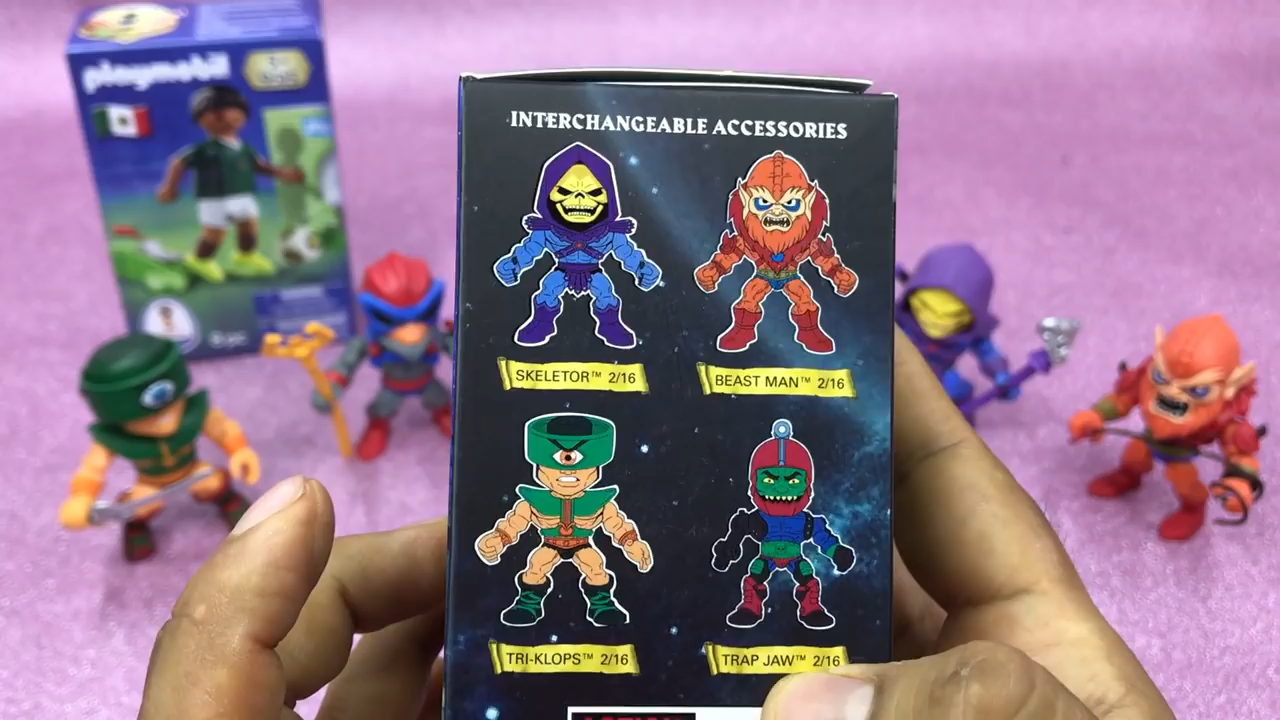 playmobil
INTERCHANGEABLE ACCESSORIES
SKELETOR™ 2/16
BEAST MAN™ 2/16
TRI-KLOPS™ 2/16
TRAP JAW™ 2/16